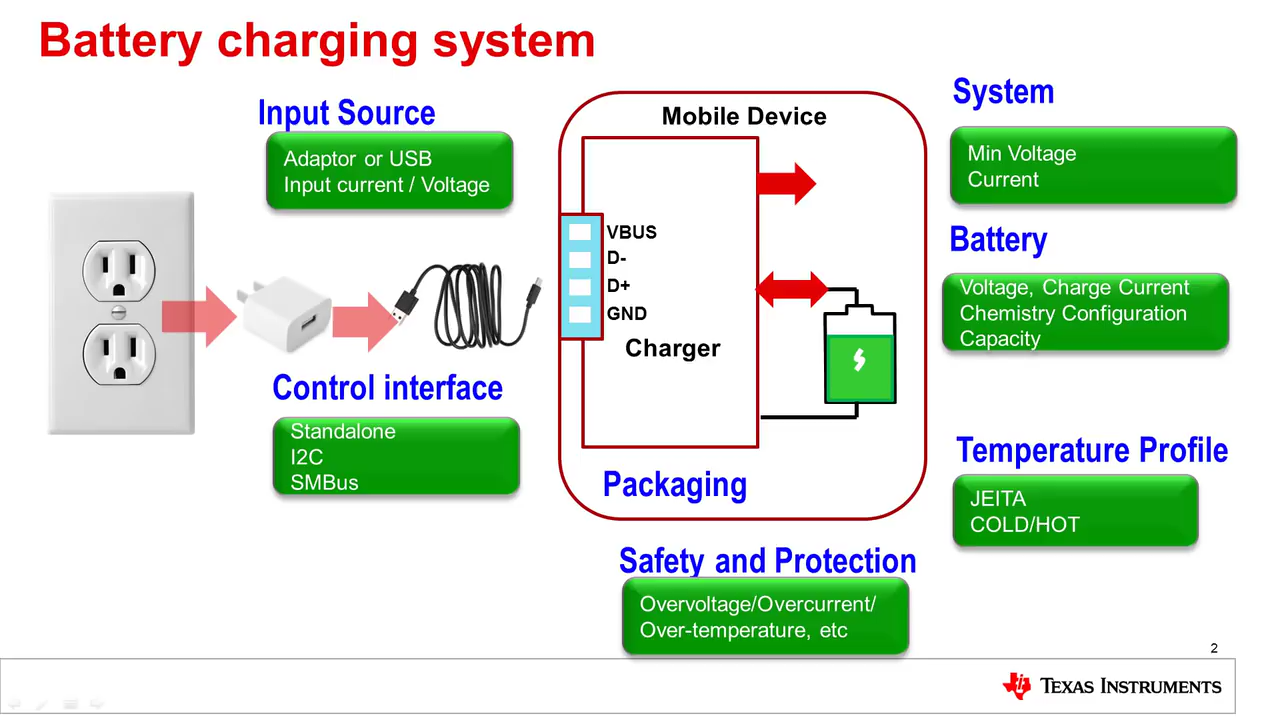 Battery charging system
Input Source
Adaptor or USB
Input current / Voltage
Control interface
Standalone
I2C
SMBus
Mobile Device
VBUS
D-
D+
GND
Charger
Packaging
System
Min Voltage
Current
Battery
Voltage, Charge Current
Chemistry Configuration
Capacity
Temperature Profile
JEITA
COLD/HOT
Safety and Protection
Overvoltage/Overcurrent/
Over-temperature, etc
2
TEXAS INSTRUMENTS